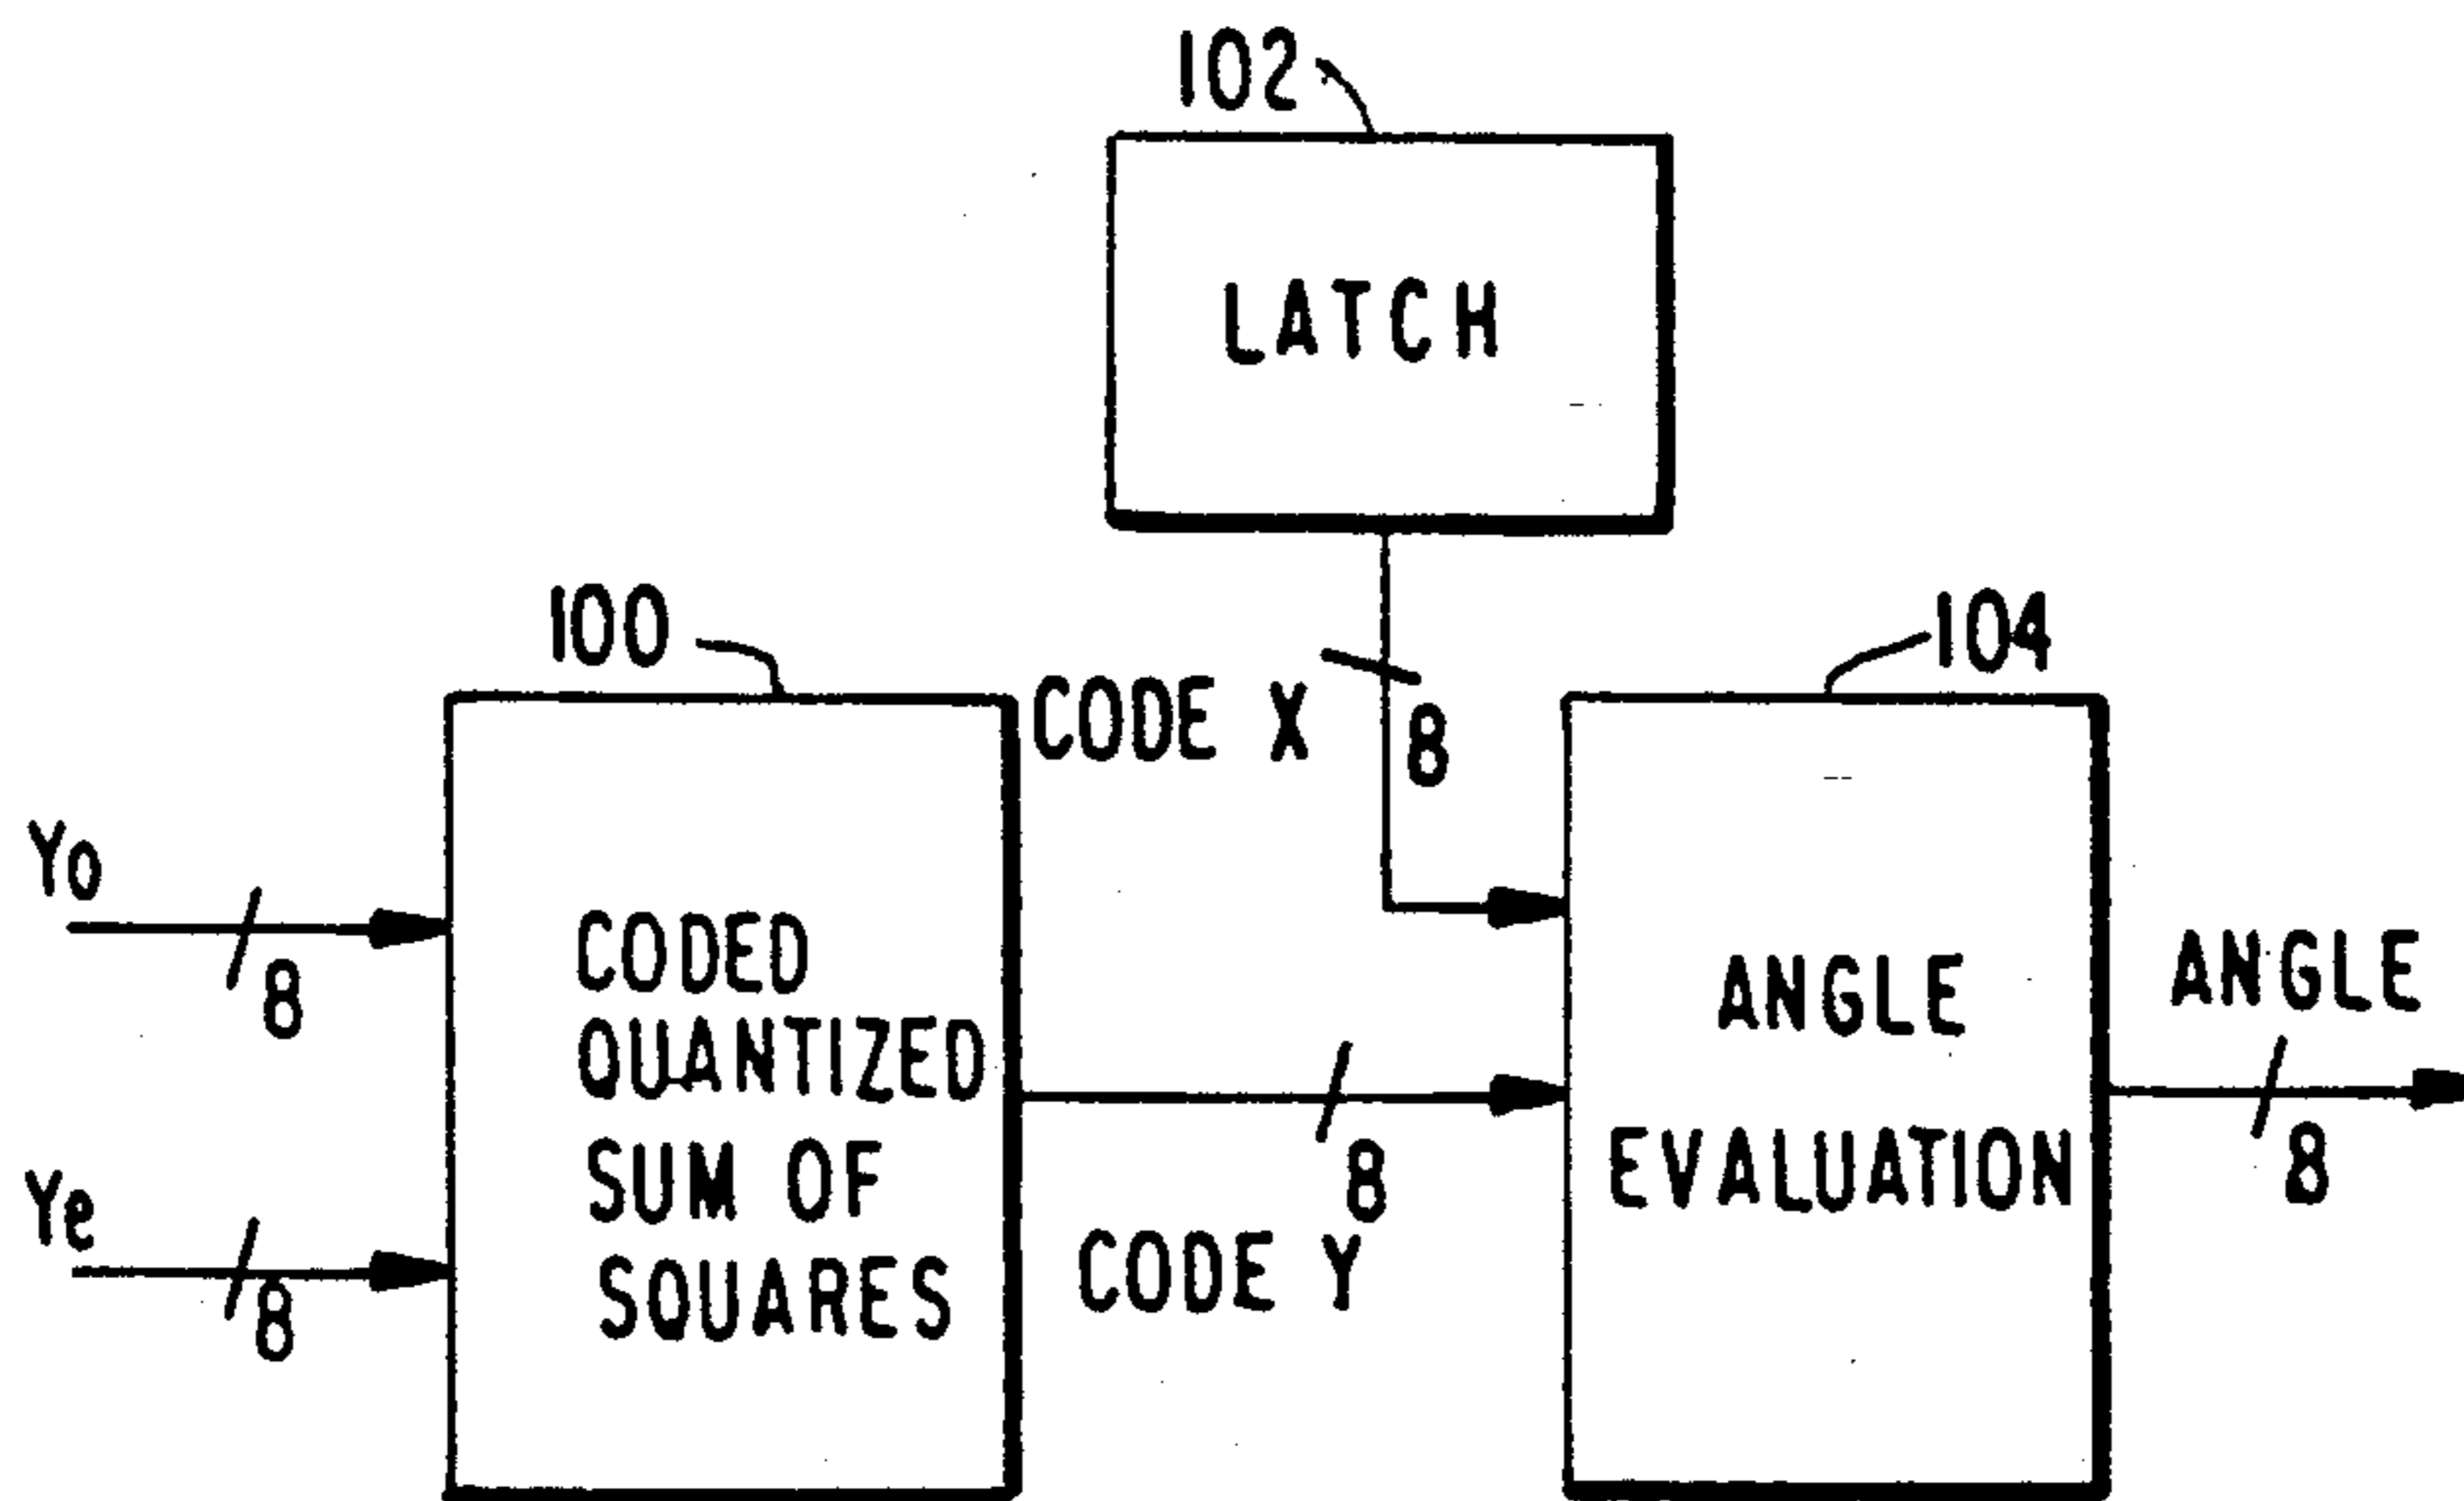 102
LATCH
100
104
CODE X
8
Yo
8
CODED
QUANTIZED
SUM OF
SQUARES
ANGLE
EVALUATION
ANGLE
8
8
CODE Y
Ye
8